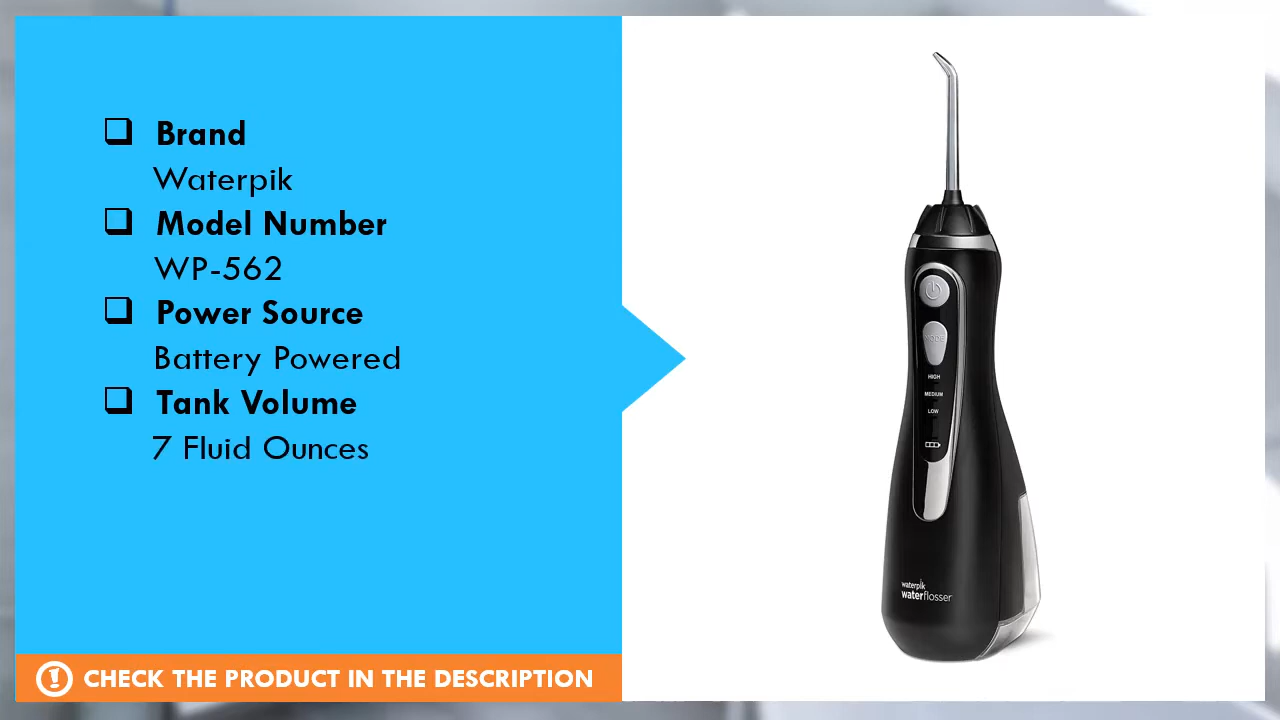 Brand
Waterpik
Model Number
WP-562
Power Source
Battery Powered
Tank Volume
7 Fluid Ounces
CHECK THE PRODUCT IN THE DESCRIPTION
MODE
HIGH
MEDIUM
LOW
waterpik
waterflosser